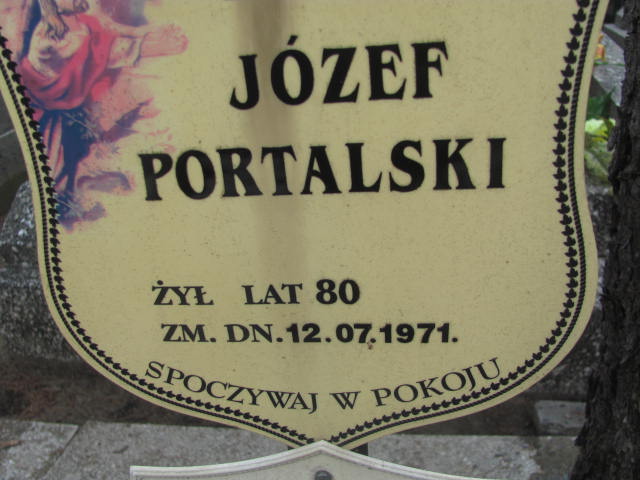 JÓZEF
PORTALSKI
ŻYŁ LAT 80
ZM. DN. 12.07.1971.
SPOCZYWAJ W POKOJU